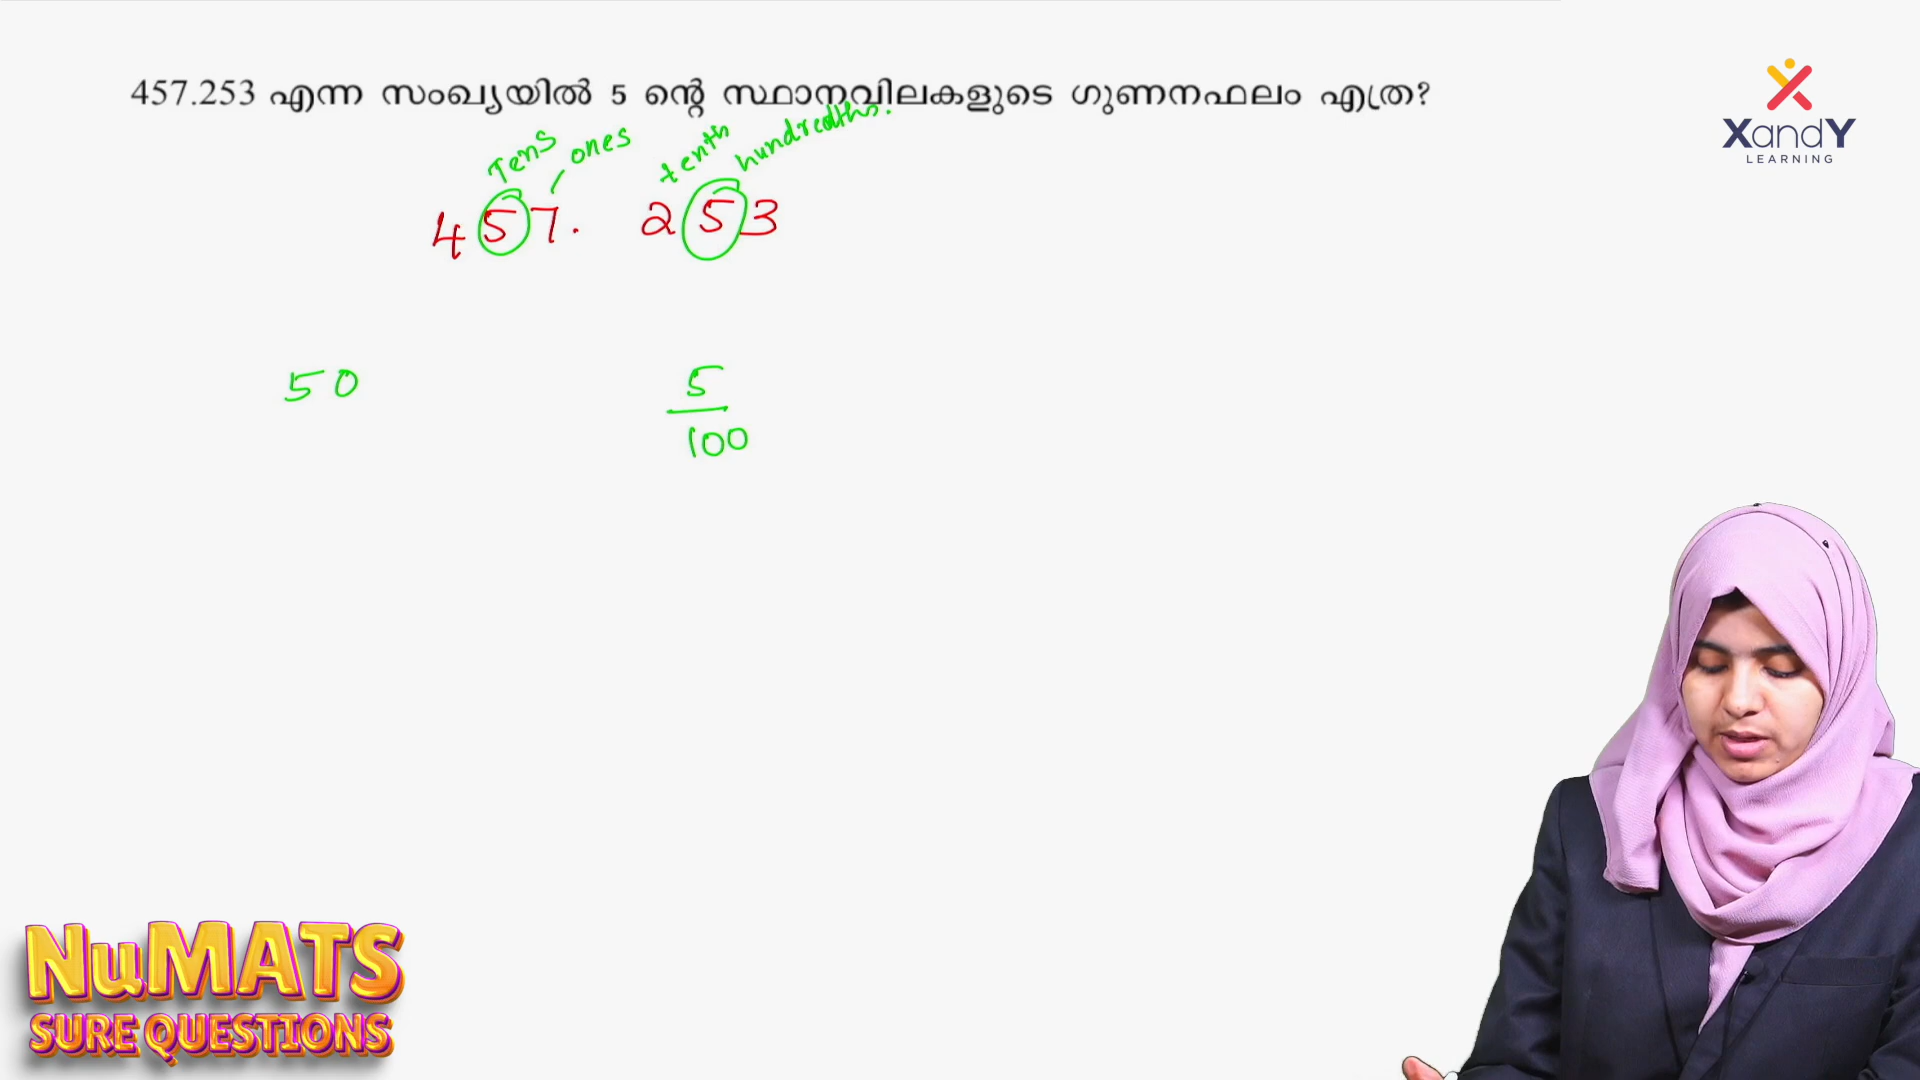 457.253 എന്ന സംഖ്യയിൽ 5 ന്റെ സ്ഥാനവിലകളുടെ ഗുണനഫലം എത്ര?
XandY
LEARNING
Tens ones tenth hundredths.
457. 253
50
5
100
NuMATS
SURE QUESTIONS